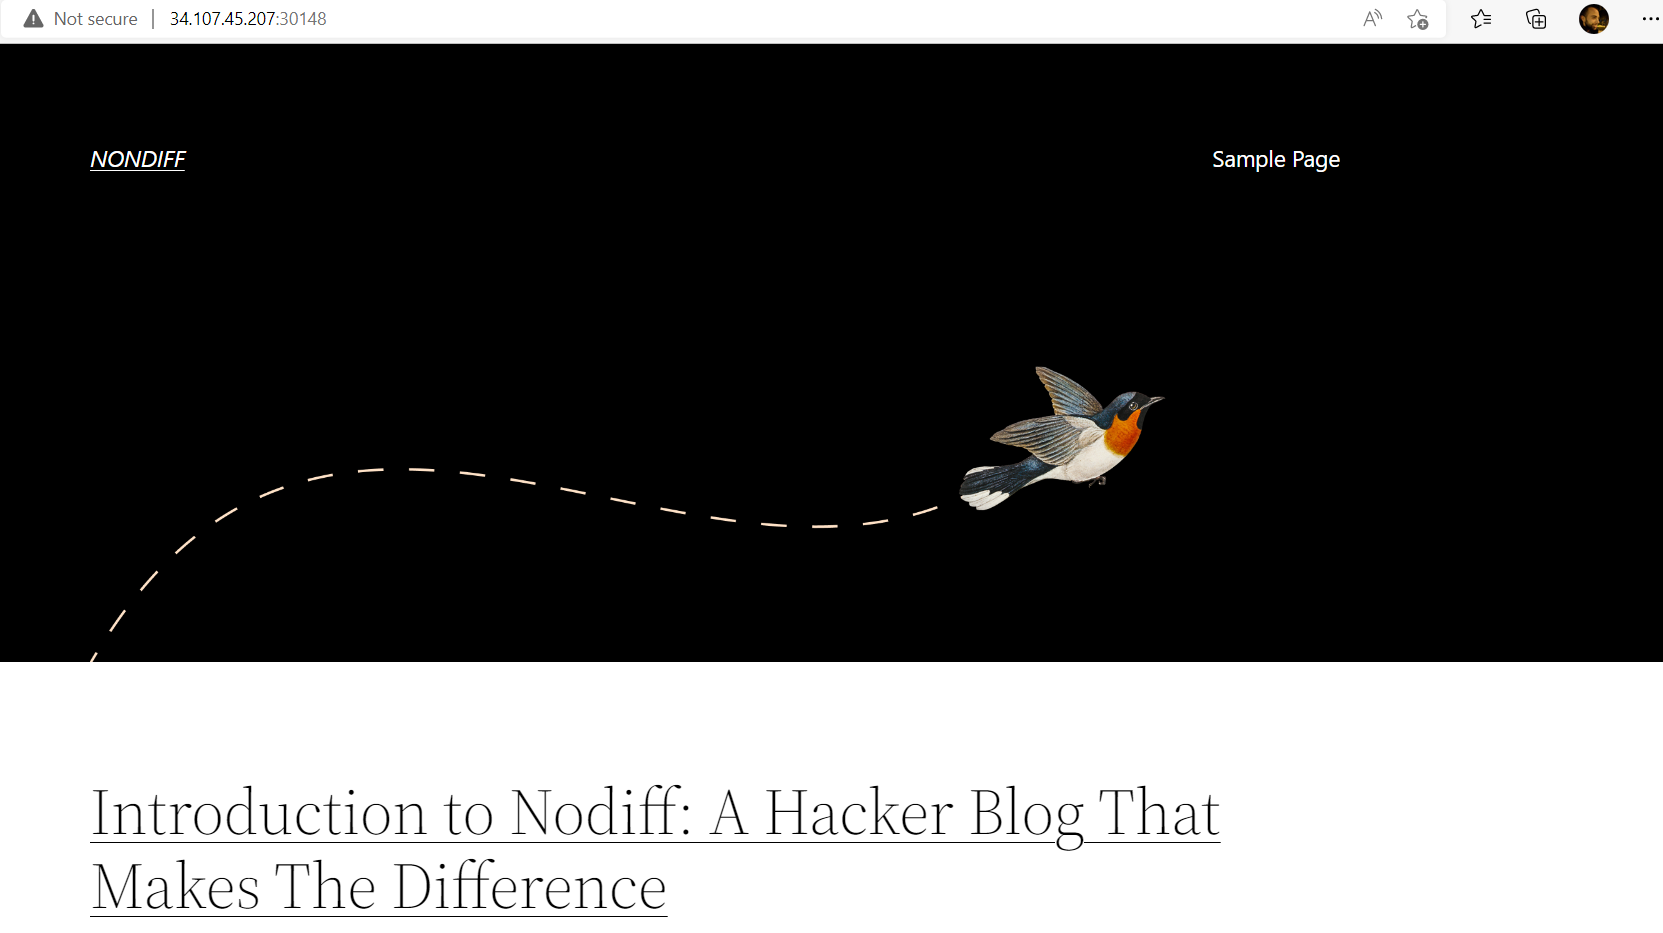 Not secure | 34.107.45.207:30148
NONDIFF
Sample Page
Introduction to Nodiff: A Hacker Blog That
Makes The Difference